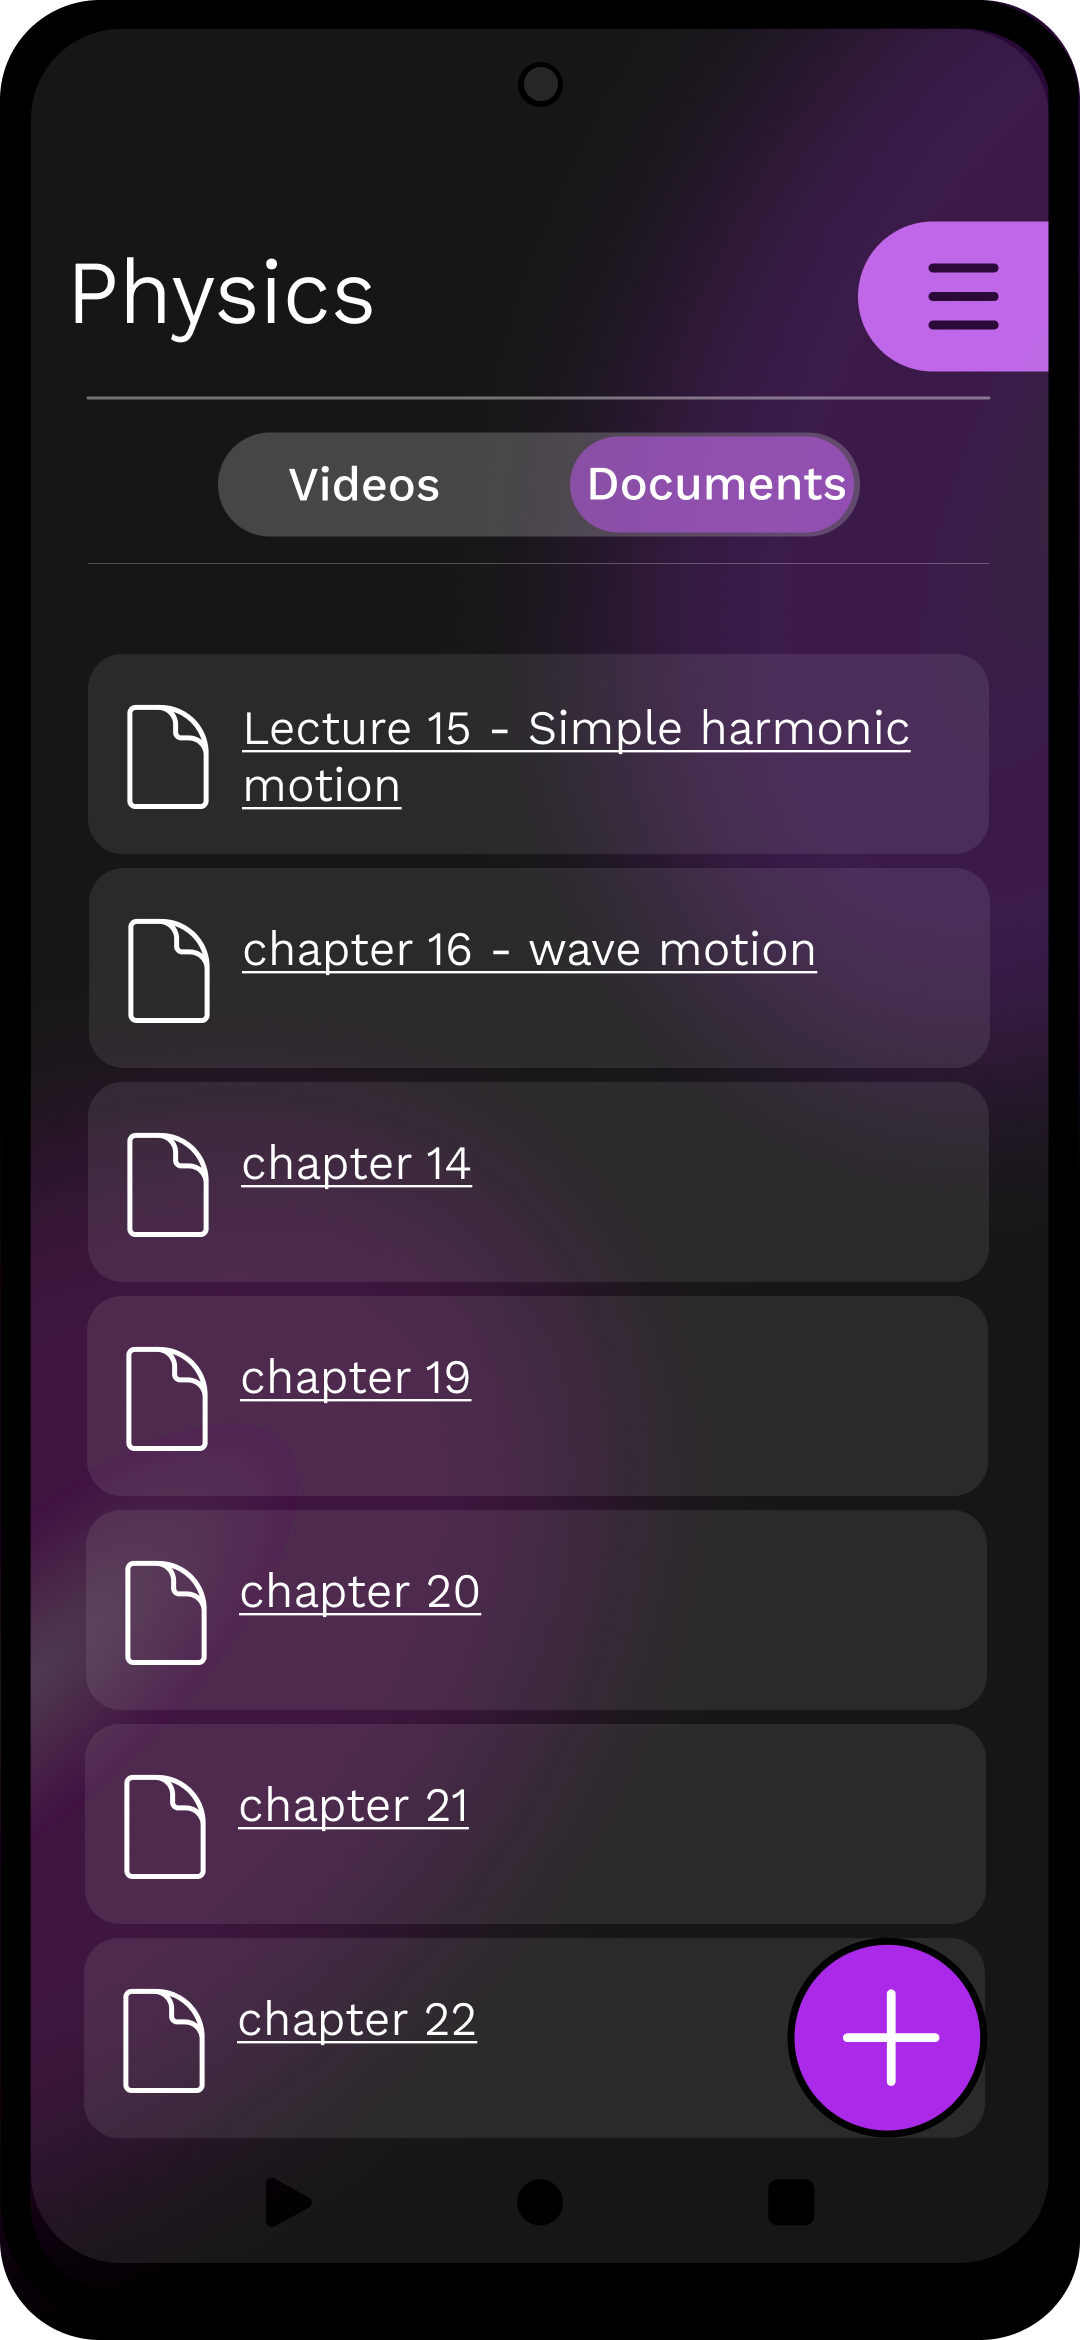 Physics
Videos
Documents
Lecture 15 - Simple harmonic
motion
chapter 16 - wave motion
chapter 14
chapter 19
chapter 20
chapter 21
chapter 22